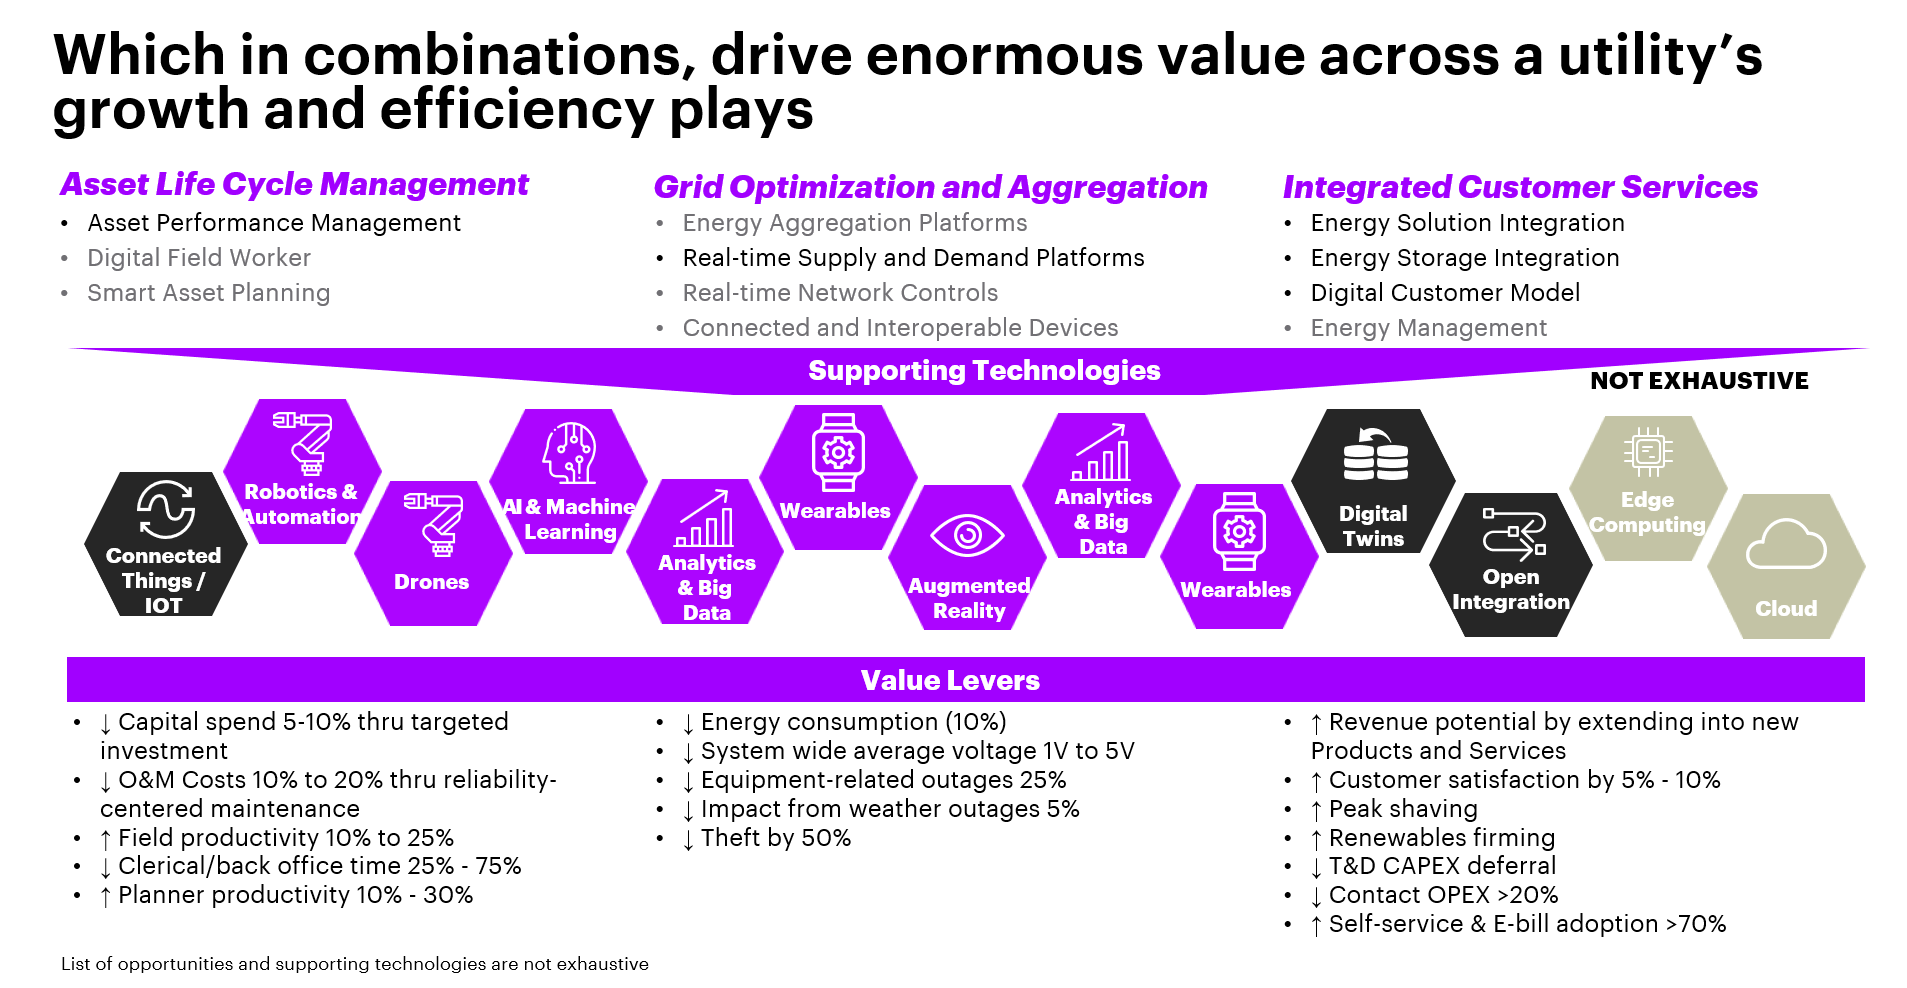 Which in combinations, drive enormous value across a utility’s
growth and efficiency plays
Asset Life Cycle Management
• Asset Performance Management
• Digital Field Worker
• Smart Asset Planning
Grid Optimization and Aggregation
• Energy Aggregation Platforms
• Real-time Supply and Demand Platforms
• Real-time Network Controls
• Connected and Interoperable Devices
Integrated Customer Services
• Energy Solution Integration
• Energy Storage Integration
• Digital Customer Model
• Energy Management
Supporting Technologies
NOT EXHAUSTIVE
Connected
Things /
IOT
Robotics &
Automation
Drones
AI & Machine
Learning
Analytics
& Big
Data
Wearables
Augmented
Reality
Analytics
& Big
Data
Wearables
Digital
Twins
Open
Integration
Edge
Computing
Cloud
Value Levers
• ↓ Capital spend 5-10% thru targeted
investment
• ↓ O&M Costs 10% to 20% thru reliability-
centered maintenance
• ↑ Field productivity 10% to 25%
• ↓ Clerical/back office time 25% - 75%
• ↑ Planner productivity 10% - 30%
• ↓ Energy consumption (10%)
• ↓ System wide average voltage 1V to 5V
• ↓ Equipment-related outages 25%
• ↓ Impact from weather outages 5%
• ↓ Theft by 50%
• ↑ Revenue potential by extending into new
Products and Services
• ↑ Customer satisfaction by 5% - 10%
• ↑ Peak shaving
• ↑ Renewables firming
• ↓ T&D CAPEX deferral
• ↓ Contact OPEX >20%
• ↑ Self-service & E-bill adoption >70%
List of opportunities and supporting technologies are not exhaustive